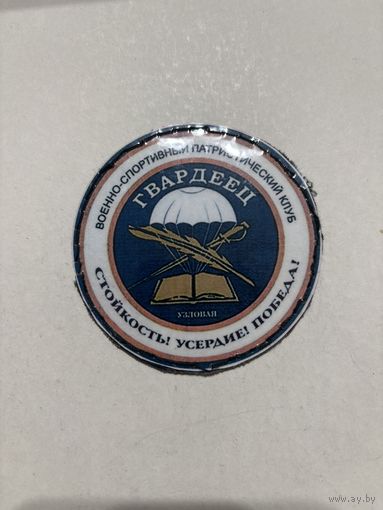 ВОЕННО-СПОРТИВНЫЙ ПАТРИОТИЧЕСКИЙ КЛУБ
ГВАРДЕЕЦ
УЗЛОВАЯ
СТОЙКОСТЬ! УСЕРДИЕ! ПОБЕДА!
www.ay.by